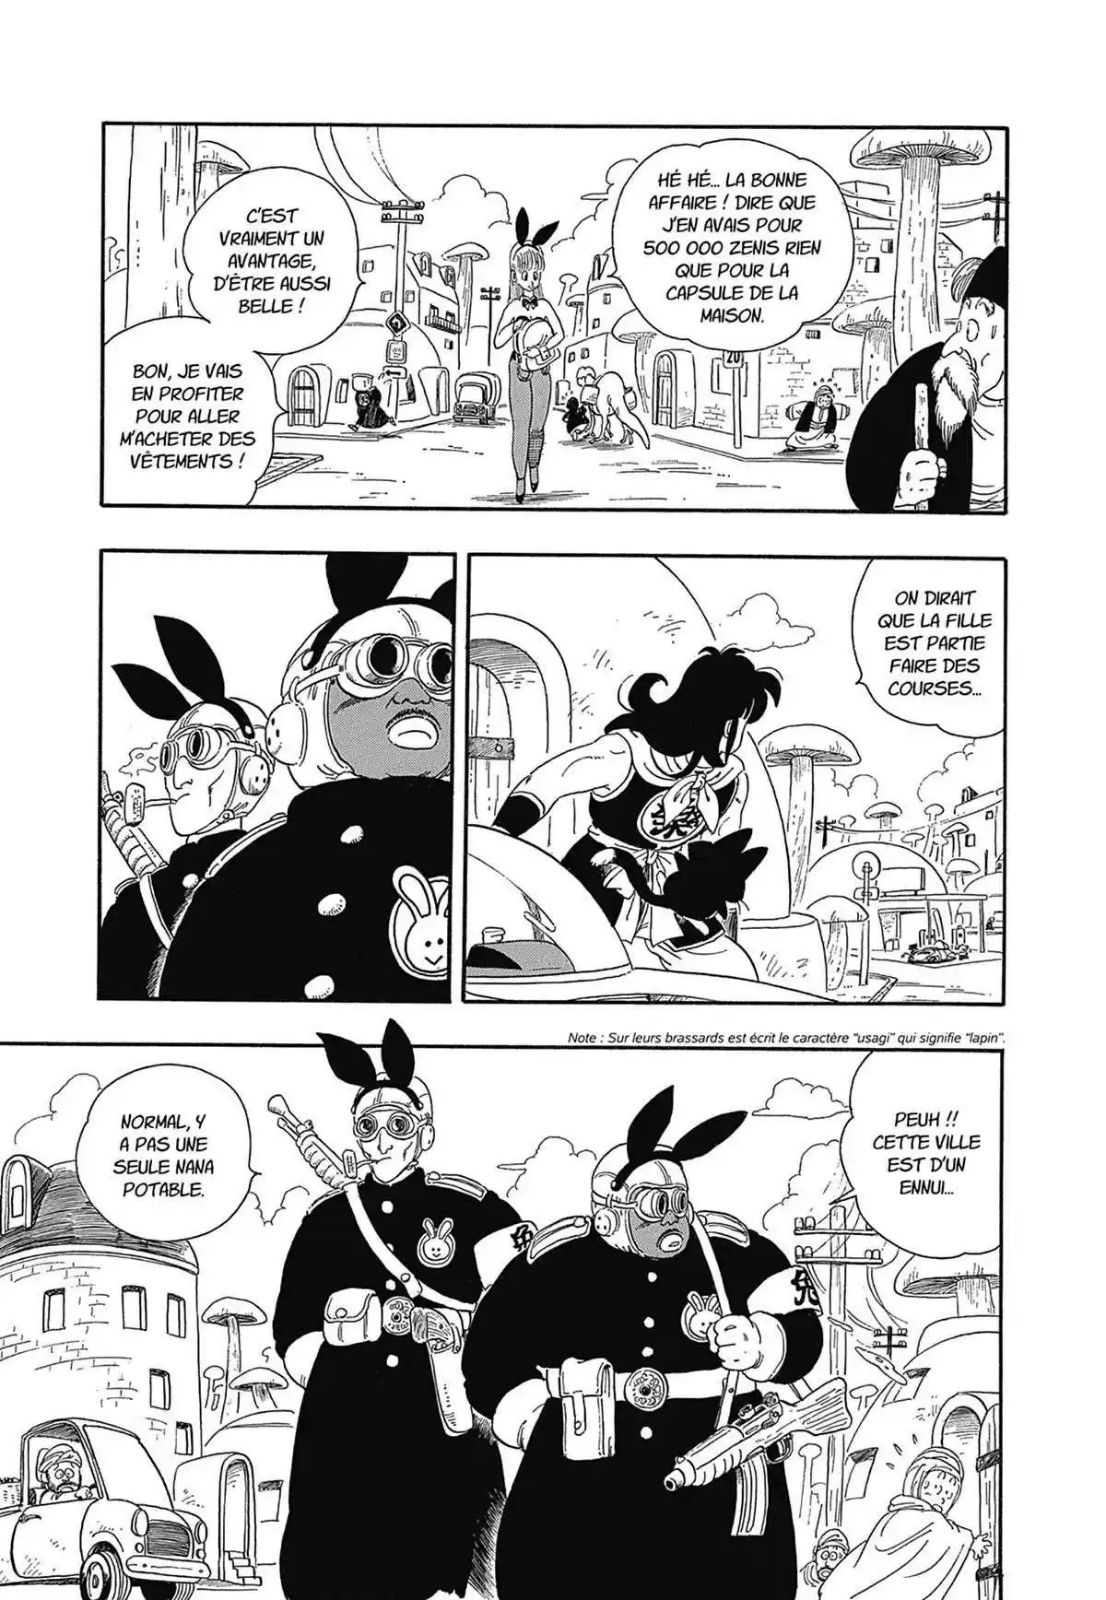 HÉ HÉ... LA BONNE
AFFAIRE ! DIRE QUE
J'EN AVAIS POUR
500 000 ZENIS RIEN
QUE POUR LA
CAPSULE DE LA
MAISON.
C'EST
VRAIMENT UN
AVANTAGE,
D'ÊTRE AUSSI
BELLE !
BON, JE VAIS
EN PROFITER
POUR ALLER
M'ACHETER DES
VÊTEMENTS !
20
ON DIRAIT
QUE LA FILLE
EST PARTIE
FAIRE DES
COURSES...
Note : Sur leurs brassards est écrit le caractère "usagi" qui signifie "lapin".
PEUH !!
CETTE VILLE
EST D'UN
ENNUI...
NORMAL, Y
A PAS UNE
SEULE NANA
POTABLE.
兎
兎